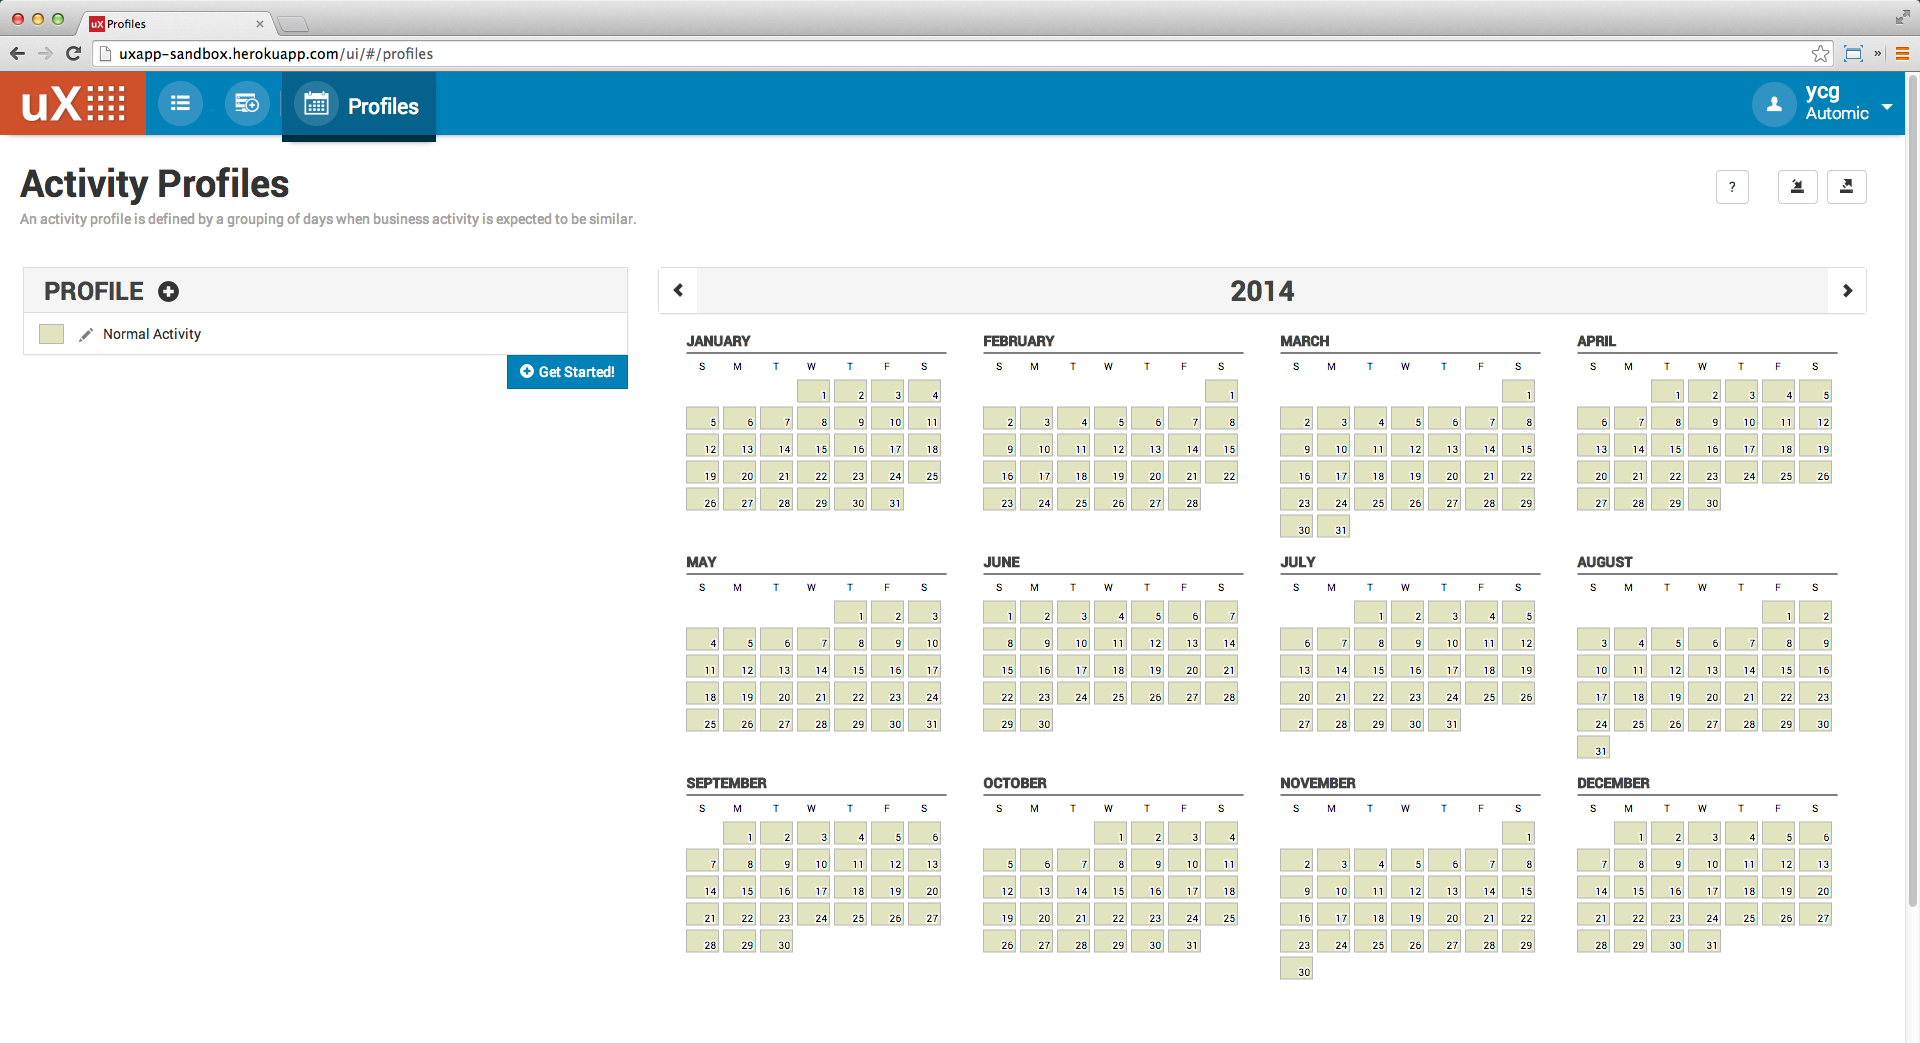 uX Profiles
uxapp-sandbox.herokuapp.com/ui/#/profiles
uX
Profiles
ycg
Automic
Activity Profiles
?
An activity profile is defined by a grouping of days when business activity is expected to be similar.
PROFILE
Normal Activity
Get Started!
2014
JANUARY
S M T W T F S
1 2 3 4
5 6 7 8 9 10 11
12 13 14 15 16 17 18
19 20 21 22 23 24 25
26 27 28 29 30 31
FEBRUARY
S M T W T F S
1
2 3 4 5 6 7 8
9 10 11 12 13 14 15
16 17 18 19 20 21 22
23 24 25 26 27 28
MARCH
S M T W T F S
1
2 3 4 5 6 7 8
9 10 11 12 13 14 15
16 17 18 19 20 21 22
23 24 25 26 27 28 29
30 31
APRIL
S M T W T F S
1 2 3 4 5
6 7 8 9 10 11 12
13 14 15 16 17 18 19
20 21 22 23 24 25 26
27 28 29 30
MAY
S M T W T F S
1 2 3
4 5 6 7 8 9 10
11 12 13 14 15 16 17
18 19 20 21 22 23 24
25 26 27 28 29 30 31
JUNE
S M T W T F S
1 2 3 4 5 6 7
8 9 10 11 12 13 14
15 16 17 18 19 20 21
22 23 24 25 26 27 28
29 30
JULY
S M T W T F S
1 2 3 4 5
6 7 8 9 10 11 12
13 14 15 16 17 18 19
20 21 22 23 24 25 26
27 28 29 30 31
AUGUST
S M T W T F S
1 2
3 4 5 6 7 8 9
10 11 12 13 14 15 16
17 18 19 20 21 22 23
24 25 26 27 28 29 30
31
SEPTEMBER
S M T W T F S
1 2 3 4 5 6
7 8 9 10 11 12 13
14 15 16 17 18 19 20
21 22 23 24 25 26 27
28 29 30
OCTOBER
S M T W T F S
1 2 3 4
5 6 7 8 9 10 11
12 13 14 15 16 17 18
19 20 21 22 23 24 25
26 27 28 29 30 31
NOVEMBER
S M T W T F S
1
2 3 4 5 6 7 8
9 10 11 12 13 14 15
16 17 18 19 20 21 22
23 24 25 26 27 28 29
30
DECEMBER
S M T W T F S
1 2 3 4 5 6
7 8 9 10 11 12 13
14 15 16 17 18 19 20
21 22 23 24 25 26 27
28 29 30 31